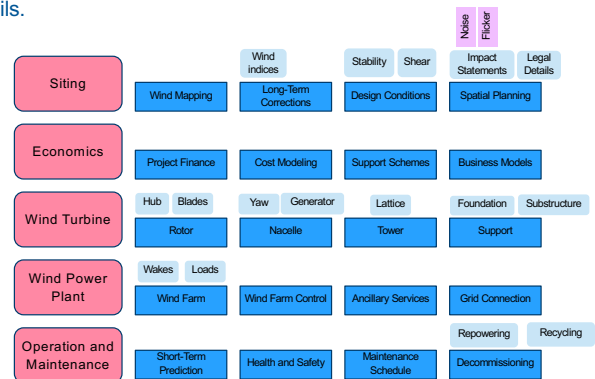 ils.
Noise
Flicker
Wind
indices
Stability
Shear
Impact
Statements
Legal
Details
Siting
Wind Mapping
Long-Term
Corrections
Design Conditions
Spatial Planning
Economics
Project Finance
Cost Modeling
Support Schemes
Business Models
Hub
Blades
Yaw
Generator
Lattice
Foundation
Substructure
Wind Turbine
Rotor
Nacelle
Tower
Support
Wakes
Loads
Wind Power
Plant
Wind Farm
Wind Farm Control
Ancillary Services
Grid Connection
Repowering
Recycling
Operation and
Maintenance
Short-Term
Prediction
Health and Safety
Maintenance
Schedule
Decommissioning